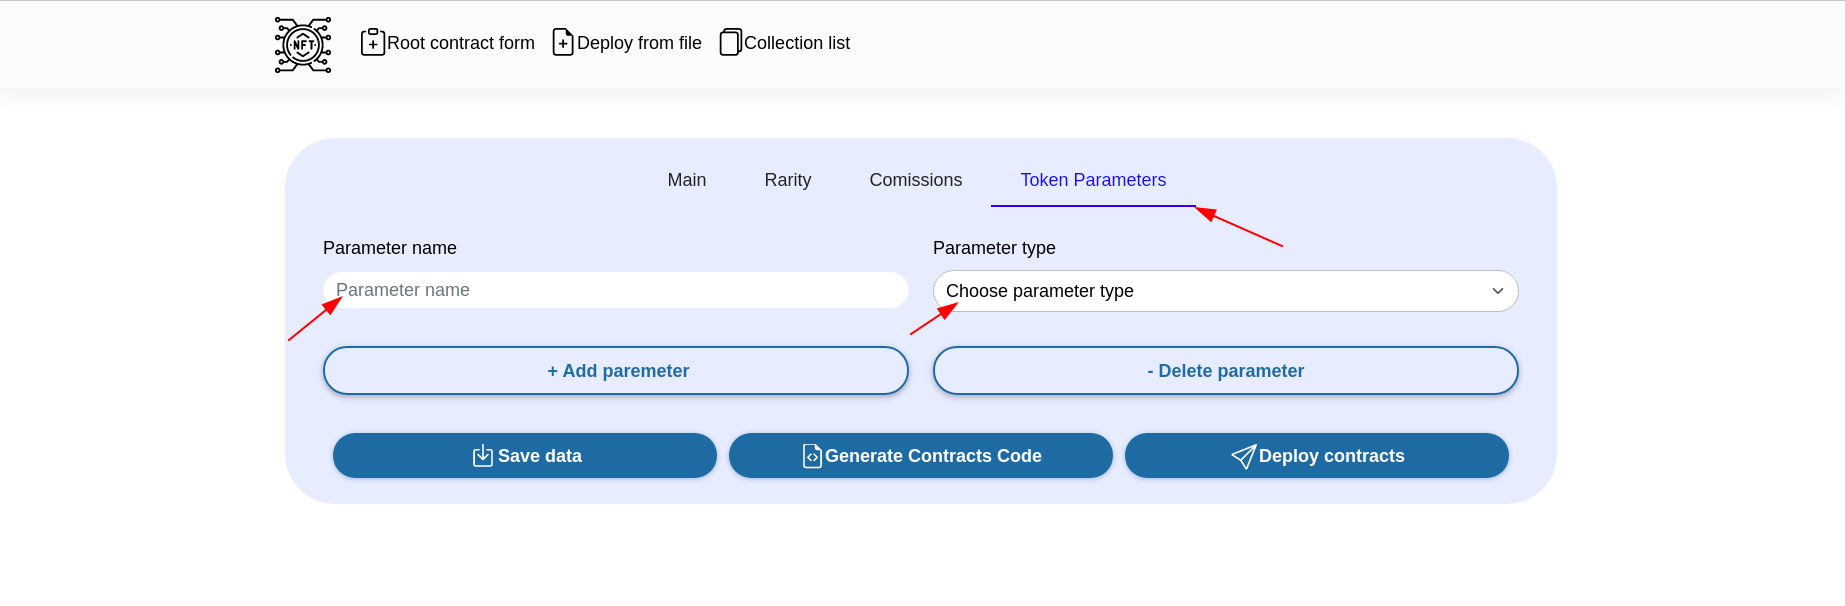 NFT
Root contract form
Deploy from file
Collection list
Main
Rarity
Comissions
Token Parameters
Parameter name
Parameter type
Parameter name
Choose parameter type
+ Add paremeter
- Delete parameter
Save data
Generate Contracts Code
Deploy contracts